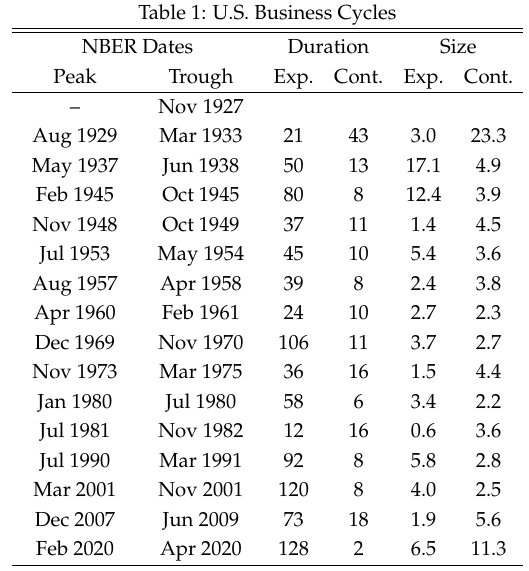 Table 1: U.S. Business Cycles
NBER Dates Duration Size
Peak Trough Exp. Cont. Exp. Cont.
– Nov 1927
Aug 1929 Mar 1933 21 43 3.0 23.3
May 1937 Jun 1938 50 13 17.1 4.9
Feb 1945 Oct 1945 80 8 12.4 3.9
Nov 1948 Oct 1949 37 11 1.4 4.5
Jul 1953 May 1954 45 10 5.4 3.6
Aug 1957 Apr 1958 39 8 2.4 3.8
Apr 1960 Feb 1961 24 10 2.7 2.3
Dec 1969 Nov 1970 106 11 3.7 2.7
Nov 1973 Mar 1975 36 16 1.5 4.4
Jan 1980 Jul 1980 58 6 3.4 2.2
Jul 1981 Nov 1982 12 16 0.6 3.6
Jul 1990 Mar 1991 92 8 5.8 2.8
Mar 2001 Nov 2001 120 8 4.0 2.5
Dec 2007 Jun 2009 73 18 1.9 5.6
Feb 2020 Apr 2020 128 2 6.5 11.3